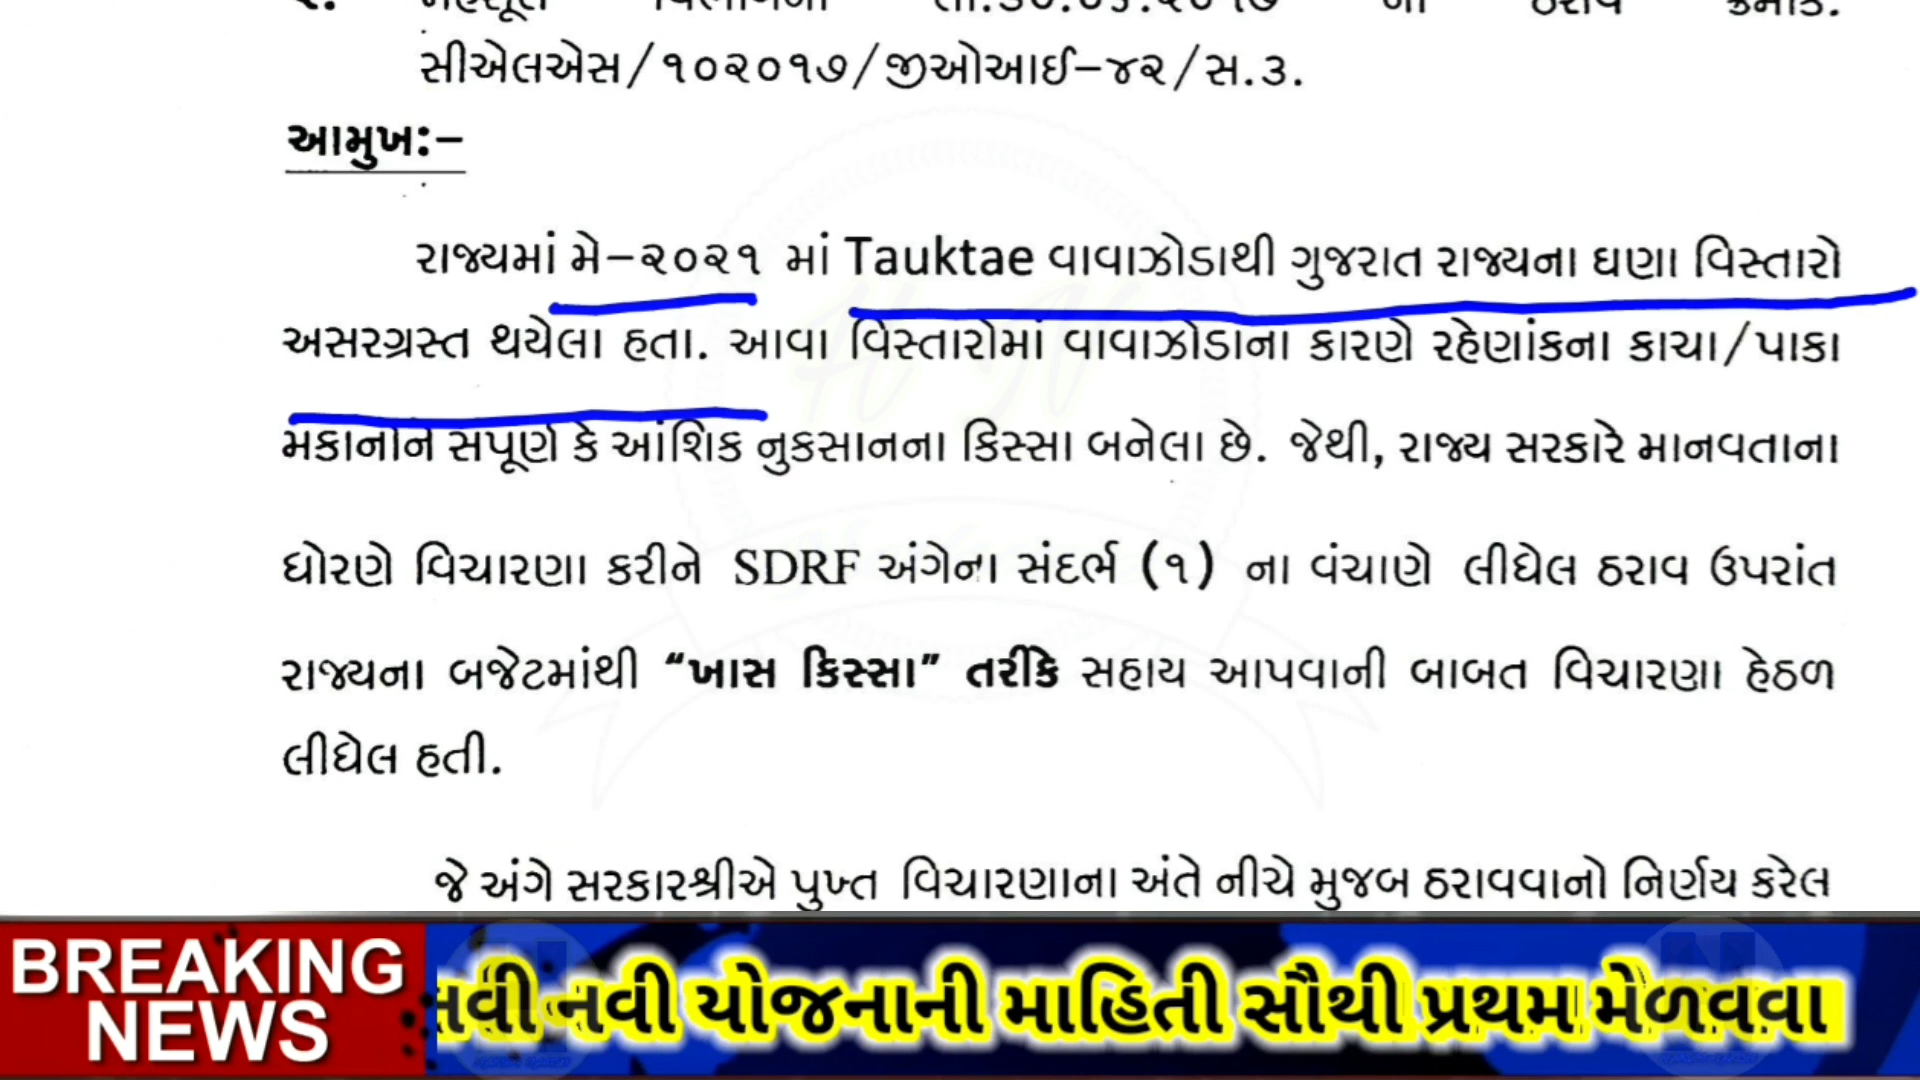 સીએલએસ/૧૦૨૦૧૭/જીઓઆઈ-૪૨/સ.૩.
આમુખઃ-
રાજ્યમાં મે-૨૦૨૧ માં Tauktae વાવાઝોડાથી ગુજરાત રાજ્યના ઘણા વિસ્તારો
અસરગ્રસ્ત થયેલા હતા. આવા વિસ્તારોમાં વાવાઝોડાના કારણે રહેણાંકના કાચા/પાકા
મકાનોને સંપૂર્ણ કે આંશિક નુકસાનના કિસ્સા બનેલા છે. જેથી, રાજ્ય સરકારે માનવતાના
ધોરણે વિચારણા કરીને SDRF અંગેના સંદર્ભ (૧) ના વંચાણે લીધેલ ઠરાવ ઉપરાંત
રાજ્યના બજેટમાંથી “ખાસ કિસ્સા” તરીકે સહાય આપવાની બાબત વિચારણા હેઠળ
લીધેલ હતી.
જે અંગે સરકારશ્રીએ પુખ્ત વિચારણાના અંતે નીચે મુજબ ઠરાવવાનો નિર્ણય કરેલ
BREAKING
NEWS
નવી નવી યોજનાની માહિતી સૌથી પ્રથમ મેળવવા